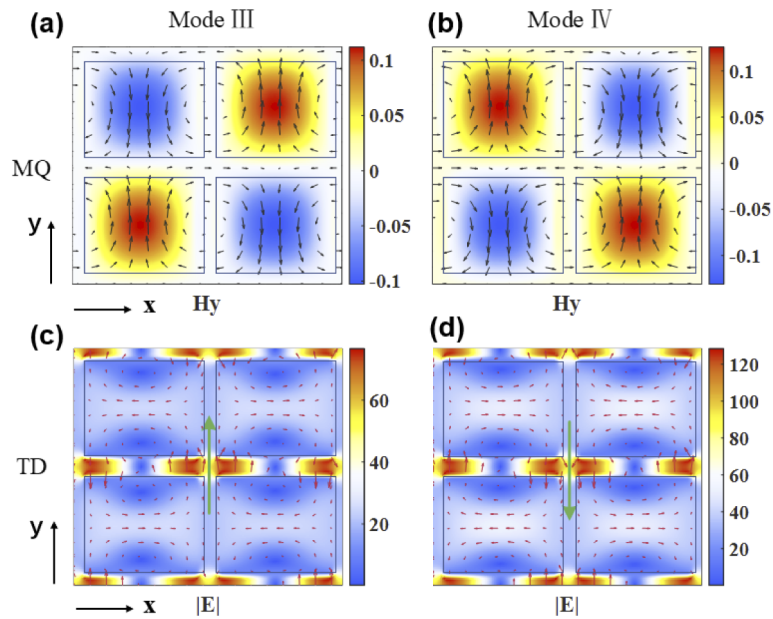 (a) Mode Ⅲ
(b) Mode Ⅳ
MQ
y
x
Hy
0.1
0.05
0
-0.05
-0.1
Hy
0.1
0.05
0
-0.05
-0.1
(c)
(d)
TD
y
x
|E|
60
40
20
|E|
120
100
80
60
40
20